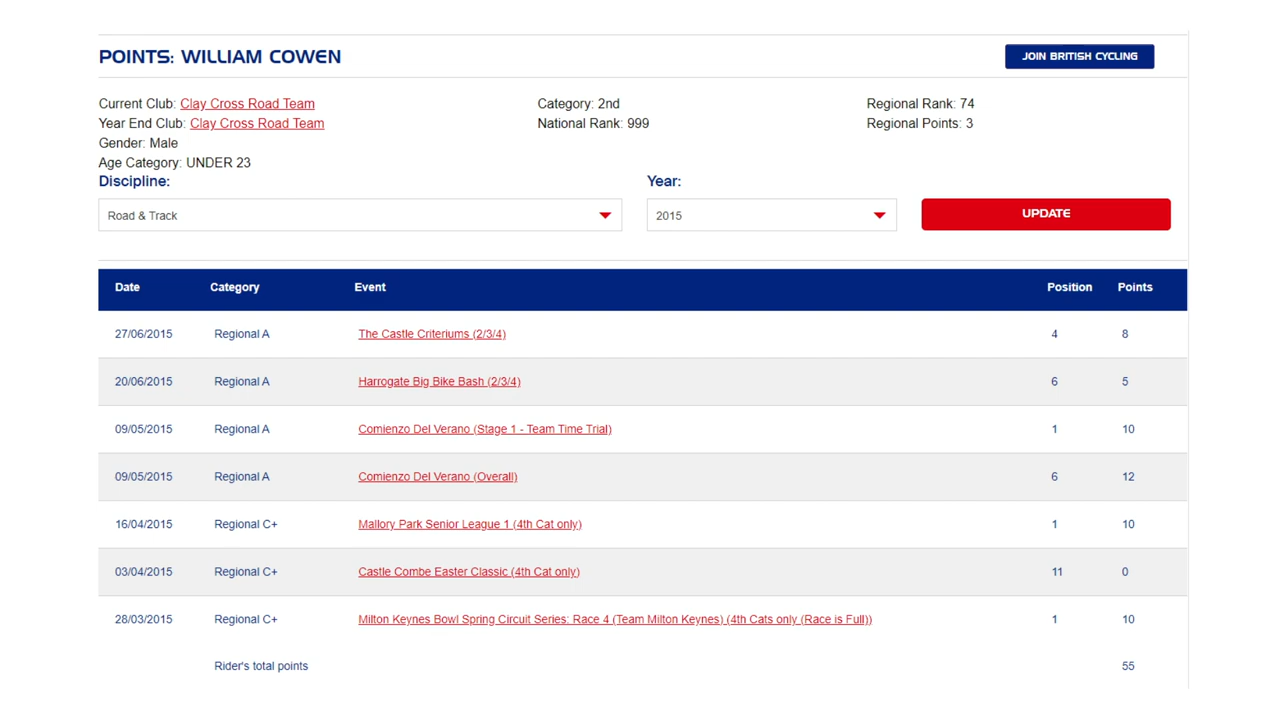 POINTS: WILLIAM COWEN
JOIN BRITISH CYCLING
Current Club: Clay Cross Road Team
Category: 2nd
Regional Rank: 74
Year End Club: Clay Cross Road Team
National Rank: 999
Regional Points: 3
Gender: Male
Age Category: UNDER 23
Discipline:
Year:
Road & Track
2015
UPDATE
Date Category Event Position Points
27/06/2015 Regional A The Castle Criteriums (2/3/4) 4 8
20/06/2015 Regional A Harrogate Big Bike Bash (2/3/4) 6 5
09/05/2015 Regional A Comienzo Del Verano (Stage 1 - Team Time Trial) 1 10
09/05/2015 Regional A Comienzo Del Verano (Overall) 6 12
16/04/2015 Regional C+ Mallory Park Senior League 1 (4th Cat only) 1 10
03/04/2015 Regional C+ Castle Combe Easter Classic (4th Cat only) 11 0
28/03/2015 Regional C+ Milton Keynes Bowl Spring Circuit Series: Race 4 (Team Milton Keynes) (4th Cats only (Race is Full)) 1 10
Rider's total points 55